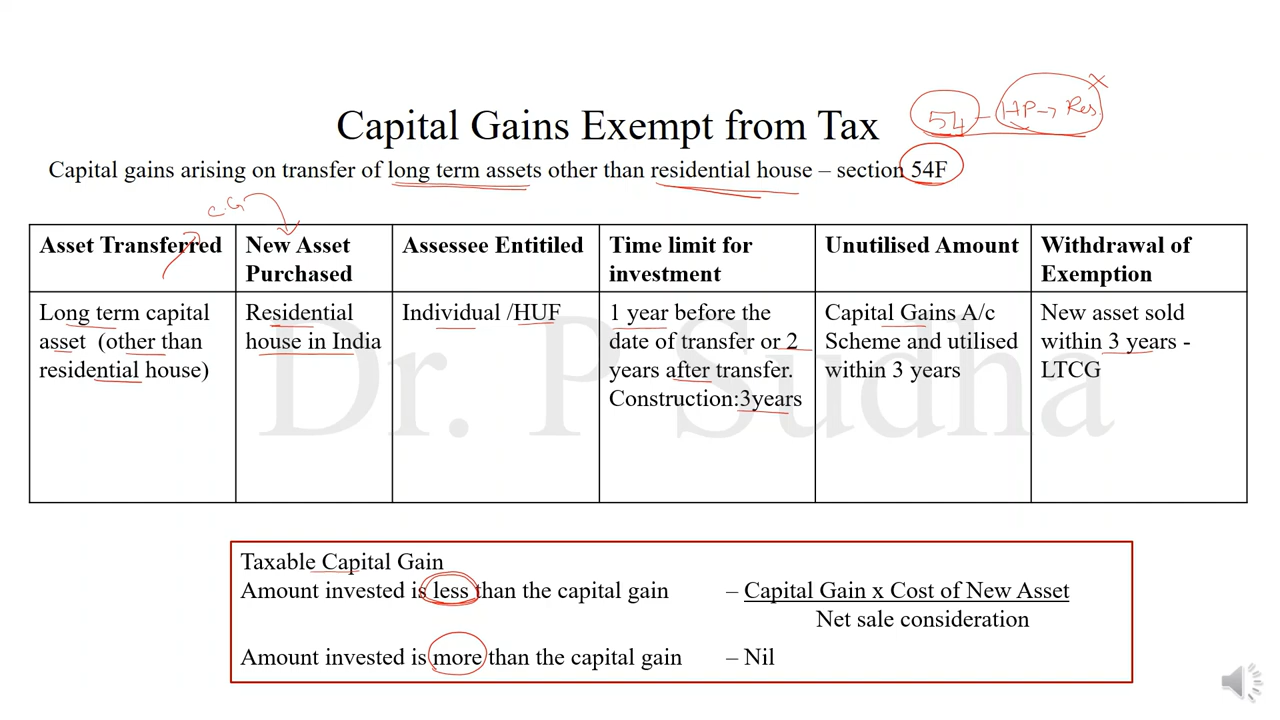 54 - HP → Res. X
Capital Gains Exempt from Tax
Capital gains arising on transfer of long term assets other than residential house – section 54F
C.G
Asset Transferred
New Asset
Purchased
Assessee Entitiled
Time limit for
investment
Unutilised Amount
Withdrawal of
Exemption
Long term capital
asset (other than
residential house)
Residential
house in India
Individual /HUF
1 year before the
date of transfer or 2
years after transfer.
Construction:3years
Capital Gains A/c
Scheme and utilised
within 3 years
New asset sold
within 3 years -
LTCG
Dr. P Sudha
Taxable Capital Gain
Amount invested is less than the capital gain – Capital Gain x Cost of New Asset
Net sale consideration
Amount invested is more than the capital gain – Nil